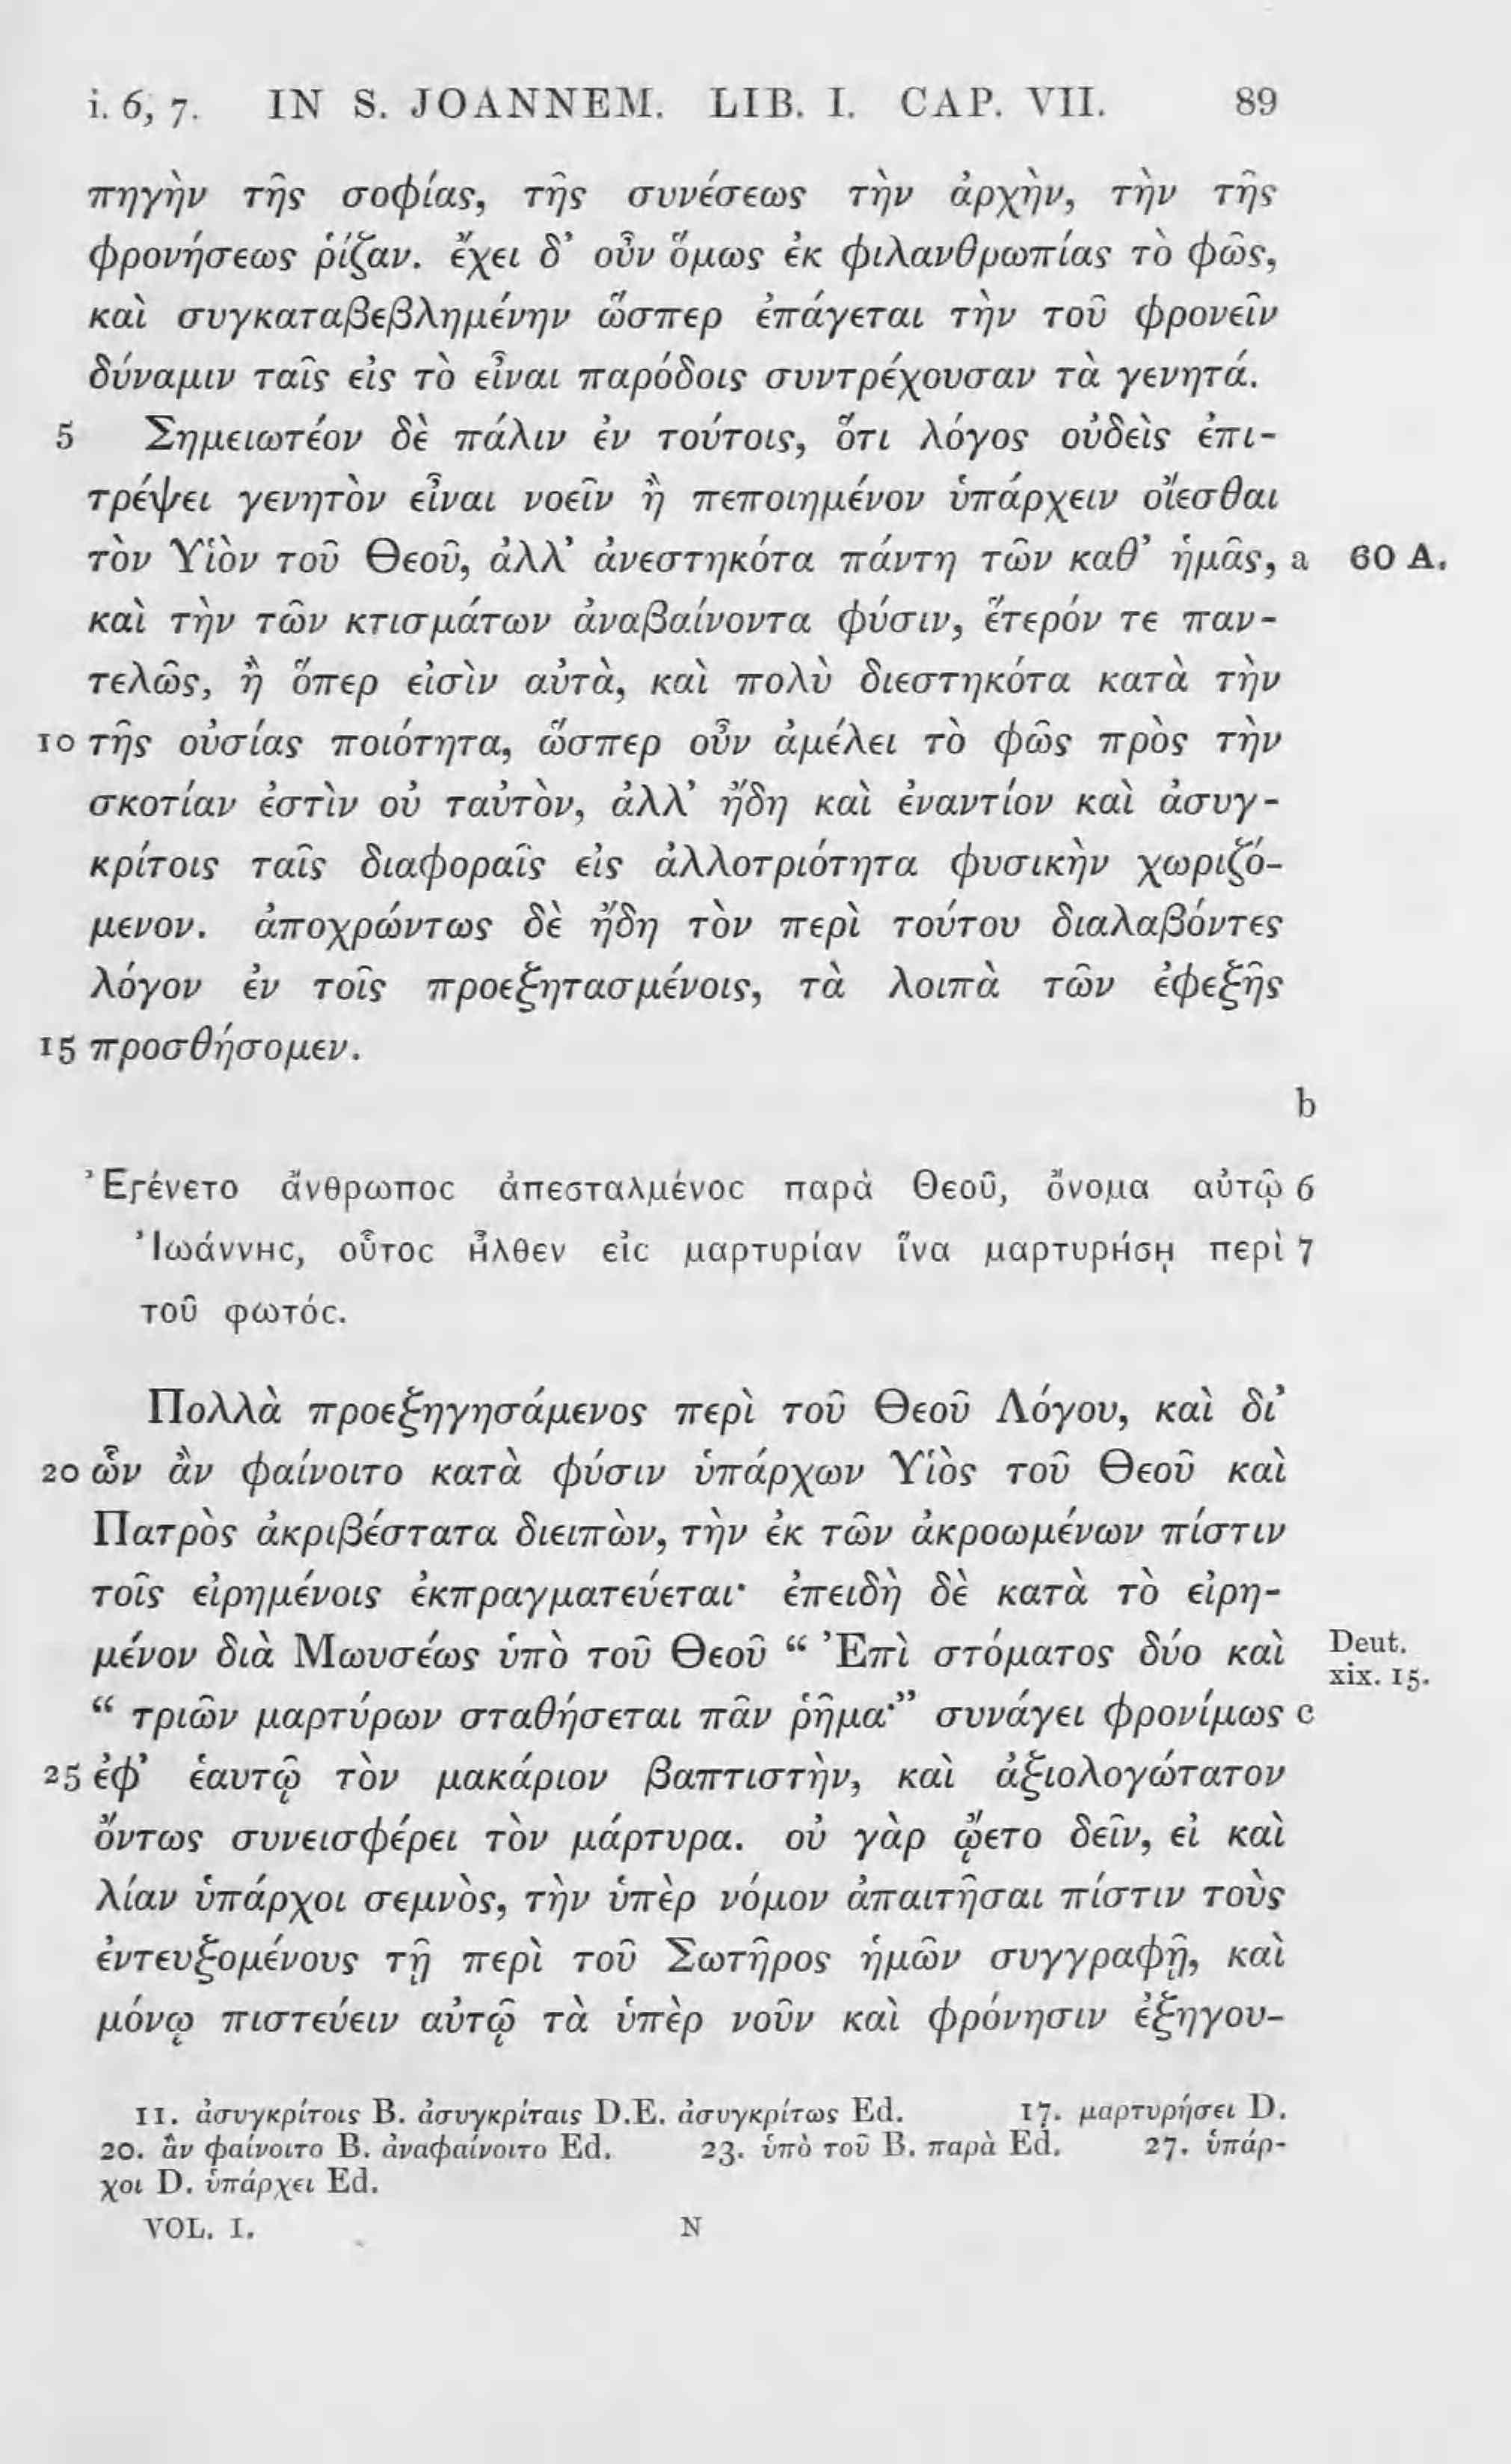 i. 6, 7. IN S. JOANNEM. LIB. I. CAP. VII. 89
πηγὴν τῆς σοφίας, τῆς συνέσεως τὴν ἀρχὴν, τὴν τῆς
φρονήσεως ῥίζαν. ἔχει δ’ οὖν ὅμως ἐκ φιλανθρωπίας τὸ φῶς,
καὶ συγκαταβεβλημένην ὥσπερ ἐπάγεται τὴν τοῦ φρονεῖν
δύναμιν ταῖς εἰς τὸ εἶναι παρόδοις συντρέχουσαν τὰ γενητά.
5 Σημειωτέον δὲ πάλιν ἐν τούτοις, ὅτι λόγος οὐδεὶς ἐπι-
τρέψει γενητὸν εἶναι νοεῖν ἢ πεποιημένον ὑπάρχειν οἴεσθαι
τὸν Υἱὸν τοῦ Θεοῦ, ἀλλ’ ἀνεστηκότα πάντη τῶν καθ’ ἡμᾶς, a 60 A.
καὶ τὴν τῶν κτισμάτων ἀναβαίνοντα φύσιν, ἕτερόν τε παν-
τελῶς, ἢ ὅπερ εἰσὶν αὐτὰ, καὶ πολὺ διεστηκότα κατὰ τὴν
10 τῆς οὐσίας ποιότητα, ὥσπερ οὖν ἀμέλει τὸ φῶς πρὸς τὴν
σκοτίαν ἐστὶν οὐ ταὐτὸν, ἀλλ’ ἤδη καὶ ἐναντίον καὶ ἀσυγ-
κρίτοις ταῖς διαφοραῖς εἰς ἀλλοτριότητα φυσικὴν χωριζό-
μενον. ἀποχρώντως δὲ ἤδη τὸν περὶ τούτου διαλαβόντες
λόγον ἐν τοῖς προεξητασμένοις, τὰ λοιπὰ τῶν ἐφεξῆς
15 προσθήσομεν.
b
Ἐγένετο ἄνθρωπος ἀπεσταλμένος παρὰ Θεοῦ, ὄνομα αὐτῷ 6
Ἰωάννης, οὗτος ἦλθεν εἰς μαρτυρίαν ἵνα μαρτυρήσῃ περὶ 7
τοῦ φωτός.
Πολλὰ προεξηγησάμενος περὶ τοῦ Θεοῦ Λόγου, καὶ δι’
20 ὧν ἂν φαίνοιτο κατὰ φύσιν ὑπάρχων Υἱὸς τοῦ Θεοῦ καὶ
Πατρὸς ἀκριβέστατα διειπὼν, τὴν ἐκ τῶν ἀκροωμένων πίστιν
τοῖς εἰρημένοις ἐκπραγματεύεται· ἐπειδὴ δὲ κατὰ τὸ εἰρη-
μένον διὰ Μωυσέως ὑπὸ τοῦ Θεοῦ “ Ἐπὶ στόματος δύο καὶ Deut.
xix. 15.
“ τριῶν μαρτύρων σταθήσεται πᾶν ῥῆμα·” συνάγει φρονίμως c
25 ἐφ’ ἑαυτῷ τὸν μακάριον βαπτιστὴν, καὶ ἀξιολογώτατον
ὄντως συνεισφέρει τὸν μάρτυρα. οὐ γὰρ ᾤετο δεῖν, εἰ καὶ
λίαν ὑπάρχοι σεμνὸς, τὴν ὑπὲρ νόμον ἀπαιτῆσαι πίστιν τοὺς
ἐντευξομένους τῇ περὶ τοῦ Σωτῆρος ἡμῶν συγγραφῇ, καὶ
μόνῳ πιστεύειν αὐτῷ τὰ ὑπὲρ νοῦν καὶ φρόνησιν ἐξηγου-
11. ἀσυγκρίτοις B. ἀσυγκρίταις D.E. ἀσυγκρίτως Ed. 17. μαρτυρήσει D.
20. ἂν φαίνοιτο B. ἀναφαίνοιτο Ed. 23. ὑπὸ τοῦ B. παρὰ Ed. 27. ὑπάρ-
χοι D. ὑπάρχει Ed.
VOL. I. N